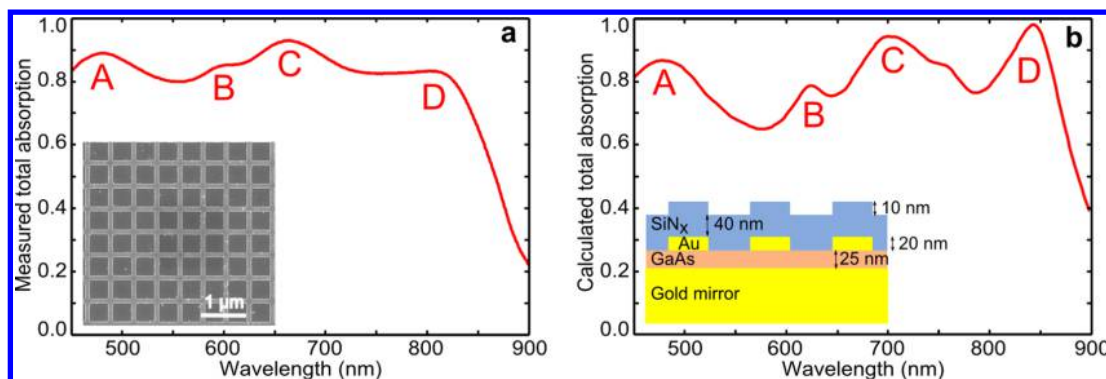 a
Measured total absorption
1.0
0.8
0.6
0.4
0.2
0.0
A
B
C
D
1 µm
500 600 700 800 900
Wavelength (nm)
b
Calculated total absorption
1.0
0.8
0.6
0.4
0.2
0.0
A
B
C
D
10 nm
SiNx
40 nm
Au
20 nm
GaAs
25 nm
Gold mirror
500 600 700 800 900
Wavelength (nm)